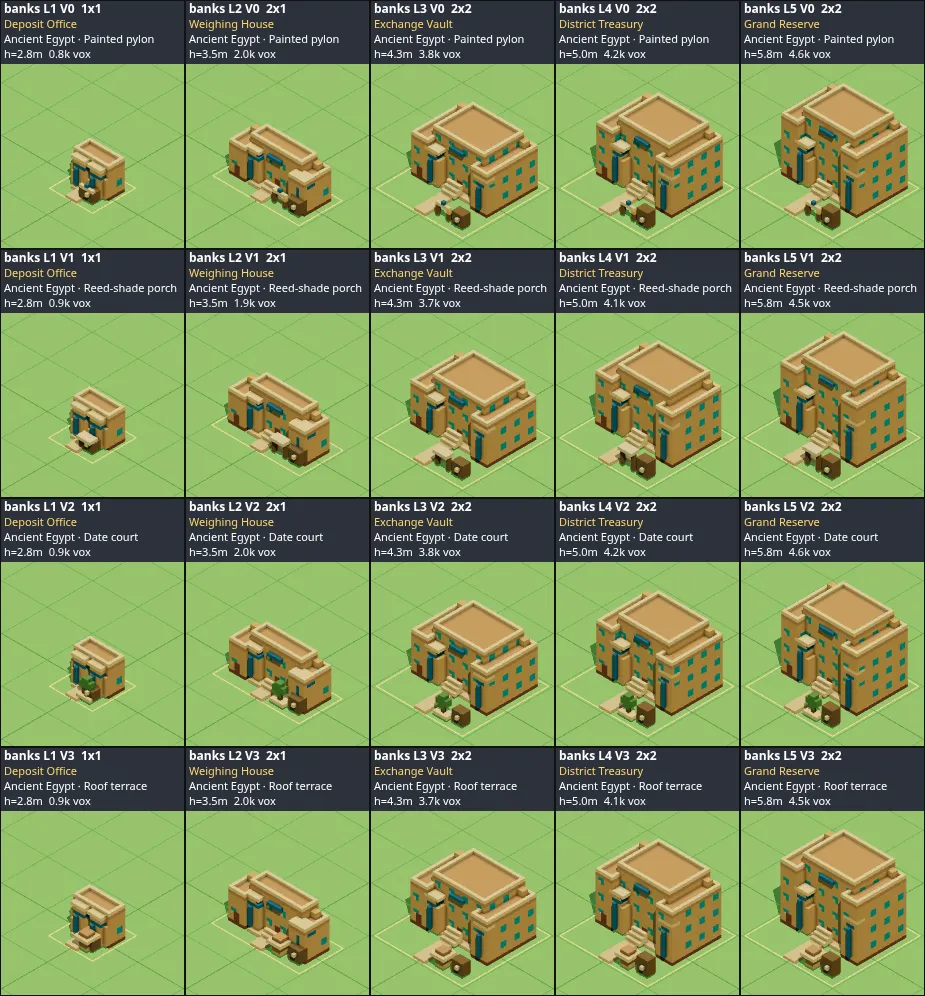 banks L1 V0 1x1
Deposit Office
Ancient Egypt · Painted pylon
h=2.8m 0.8k vox
banks L2 V0 2x1
Weighing House
Ancient Egypt · Painted pylon
h=3.5m 2.0k vox
banks L3 V0 2x2
Exchange Vault
Ancient Egypt · Painted pylon
h=4.3m 3.8k vox
banks L4 V0 2x2
District Treasury
Ancient Egypt · Painted pylon
h=5.0m 4.2k vox
banks L5 V0 2x2
Grand Reserve
Ancient Egypt · Painted pylon
h=5.8m 4.6k vox
banks L1 V1 1x1
Deposit Office
Ancient Egypt · Reed-shade porch
h=2.8m 0.9k vox
banks L2 V1 2x1
Weighing House
Ancient Egypt · Reed-shade porch
h=3.5m 1.9k vox
banks L3 V1 2x2
Exchange Vault
Ancient Egypt · Reed-shade porch
h=4.3m 3.7k vox
banks L4 V1 2x2
District Treasury
Ancient Egypt · Reed-shade porch
h=5.0m 4.1k vox
banks L5 V1 2x2
Grand Reserve
Ancient Egypt · Reed-shade porch
h=5.8m 4.5k vox
banks L1 V2 1x1
Deposit Office
Ancient Egypt · Date court
h=2.8m 0.9k vox
banks L2 V2 2x1
Weighing House
Ancient Egypt · Date court
h=3.5m 2.0k vox
banks L3 V2 2x2
Exchange Vault
Ancient Egypt · Date court
h=4.3m 3.8k vox
banks L4 V2 2x2
District Treasury
Ancient Egypt · Date court
h=5.0m 4.2k vox
banks L5 V2 2x2
Grand Reserve
Ancient Egypt · Date court
h=5.8m 4.6k vox
banks L1 V3 1x1
Deposit Office
Ancient Egypt · Roof terrace
h=2.8m 0.9k vox
banks L2 V3 2x1
Weighing House
Ancient Egypt · Roof terrace
h=3.5m 2.0k vox
banks L3 V3 2x2
Exchange Vault
Ancient Egypt · Roof terrace
h=4.3m 3.7k vox
banks L4 V3 2x2
District Treasury
Ancient Egypt · Roof terrace
h=5.0m 4.1k vox
banks L5 V3 2x2
Grand Reserve
Ancient Egypt · Roof terrace
h=5.8m 4.5k vox